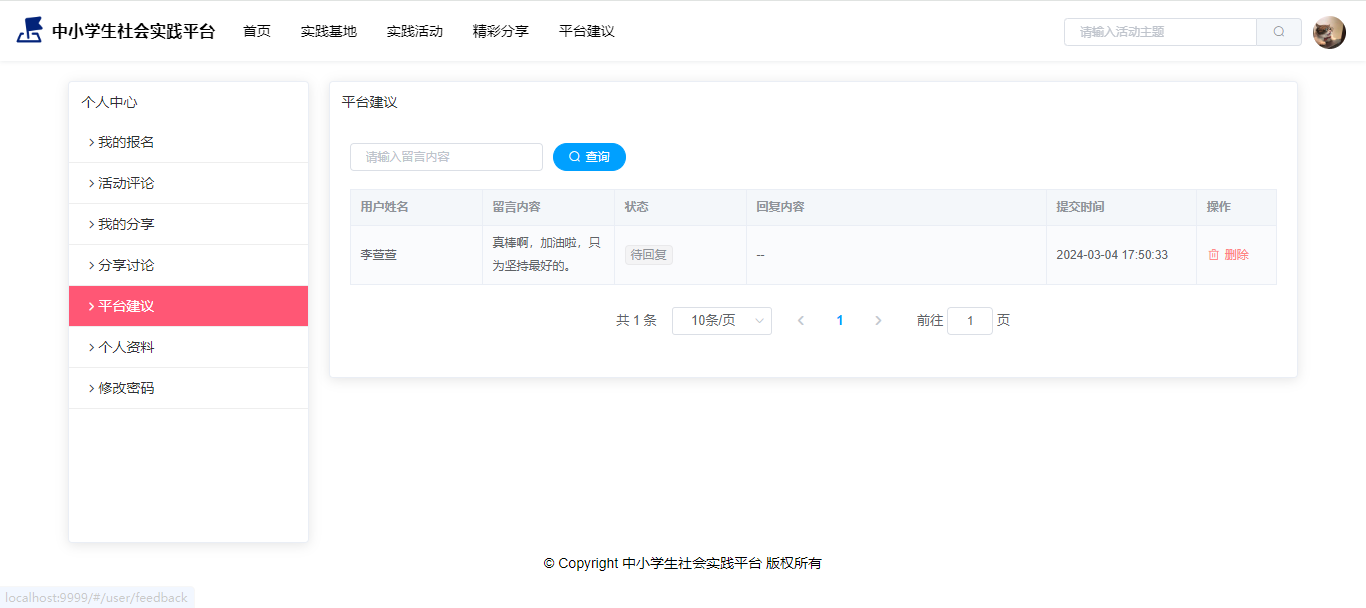 中小学生社会实践平台 首页 实践基地 实践活动 精彩分享 平台建议 请输入活动主题
个人中心
我的报名
活动评论
我的分享
分享讨论
平台建议
个人资料
修改密码
平台建议
请输入留言内容 查询
用户姓名 留言内容 状态 回复内容 提交时间 操作
李萱萱 真棒啊，加油啦，只 待回复 -- 2024-03-04 17:50:33 删除
为坚持最好的。
共 1 条 10条/页 1 前往 1 页
© Copyright 中小学生社会实践平台 版权所有
localhost:9999/#/user/feedback